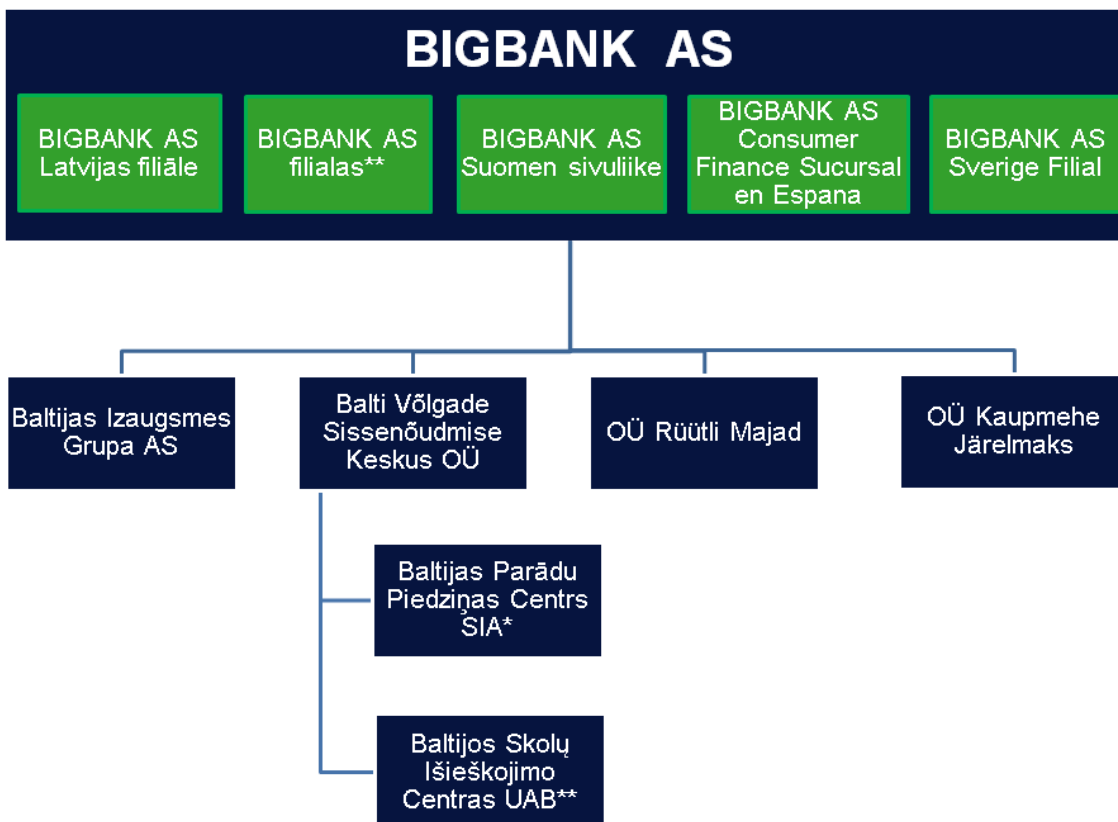 BIGBANK AS
BIGBANK AS
Latvijas filiāle
BIGBANK AS
filialas**
BIGBANK AS
Suomen sivuliike
BIGBANK AS
Consumer
Finance Sucursal
en Espana
BIGBANK AS
Sverige Filial
Baltijas Izaugsmes
Grupa AS
Balti Võlgade
Sissenõudmise
Keskus OÜ
OÜ Rüütli Majad
OÜ Kaupmehe
Järelmaks
Baltijas Parādu
Piedziņas Centrs
SIA*
Baltijos Skolų
Išieškojimo
Centras UAB**